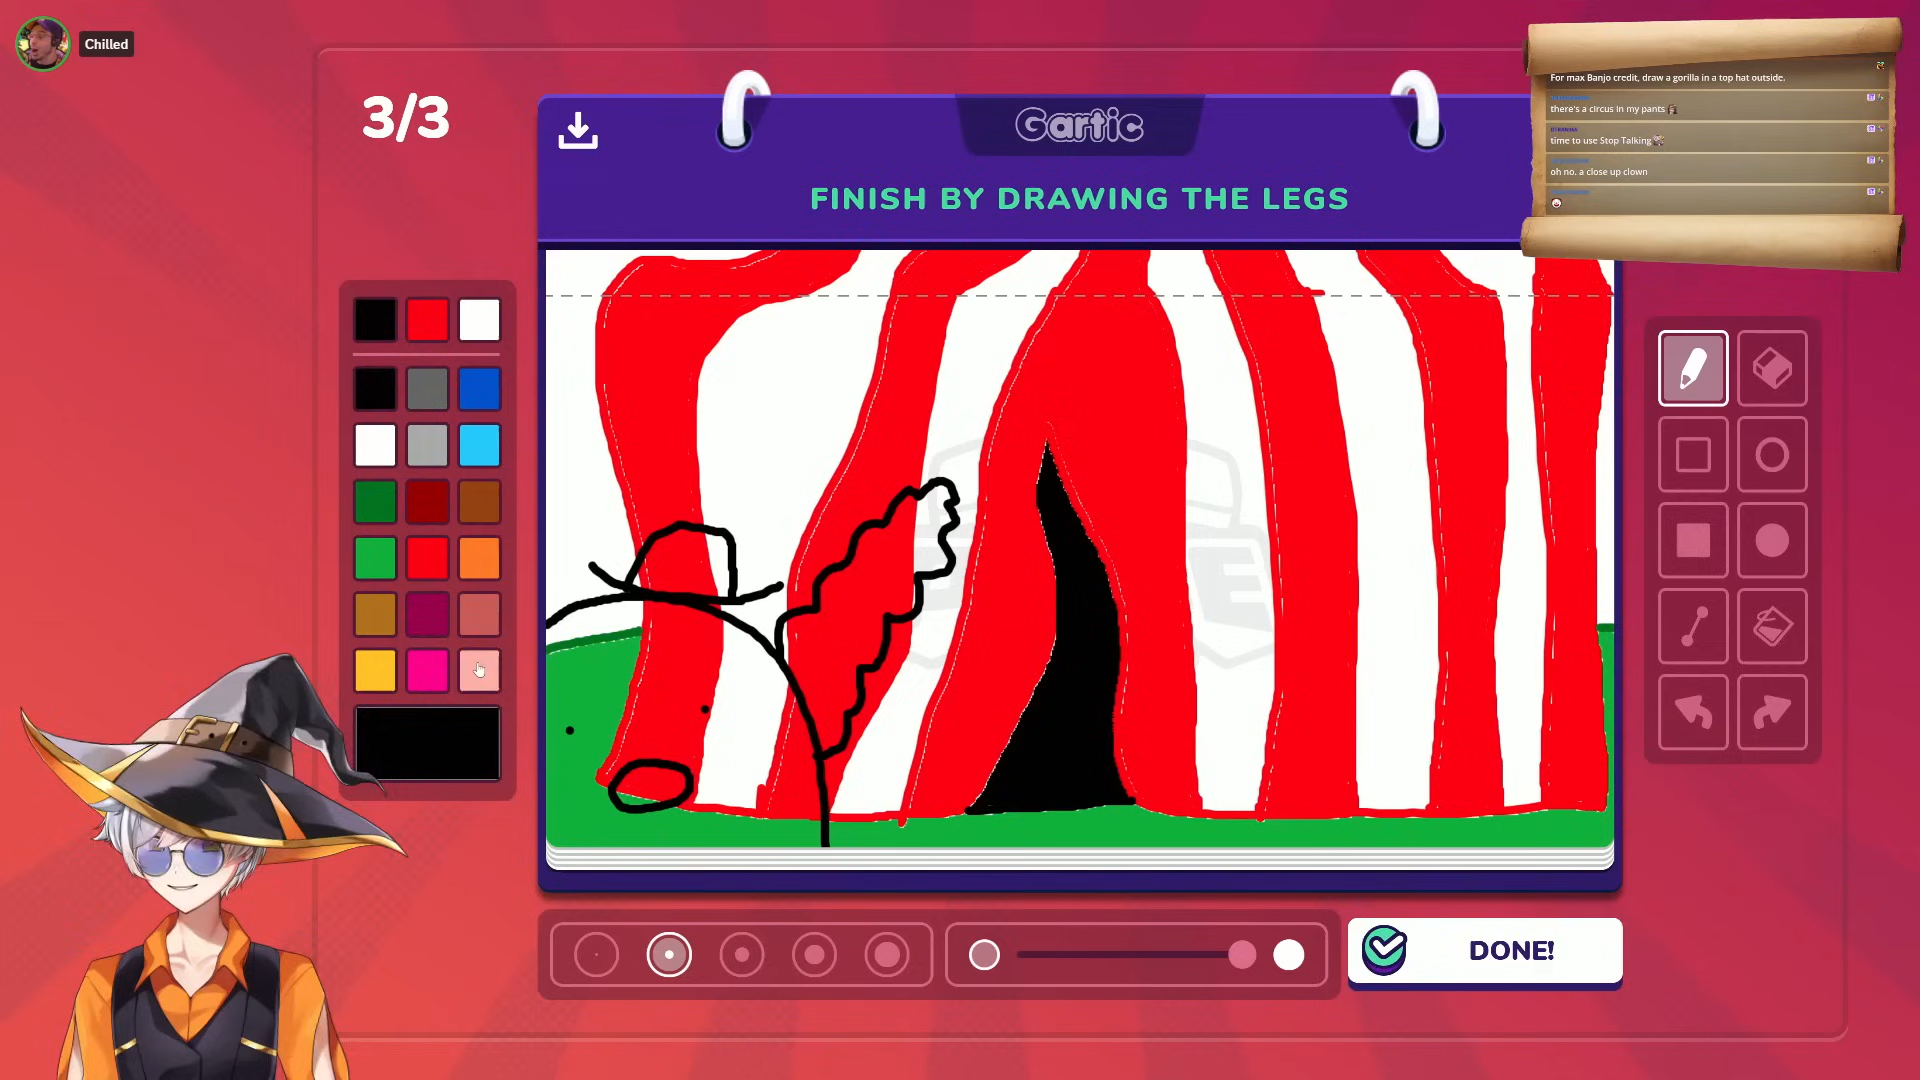 Chilled
3/3
Gartic
FINISH BY DRAWING THE LEGS
For max Banjo credit, draw a gorilla in a top hat outside.
there's a circus in my pants
time to use Stop Talking
oh no. a close up clown
DONE!